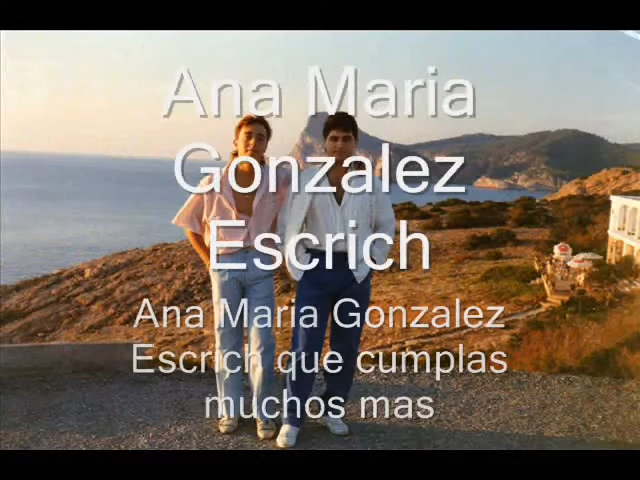 Ana Maria
Gonzalez
Escrich
Ana Maria Gonzalez
Escrich que cumplas
muchos mas